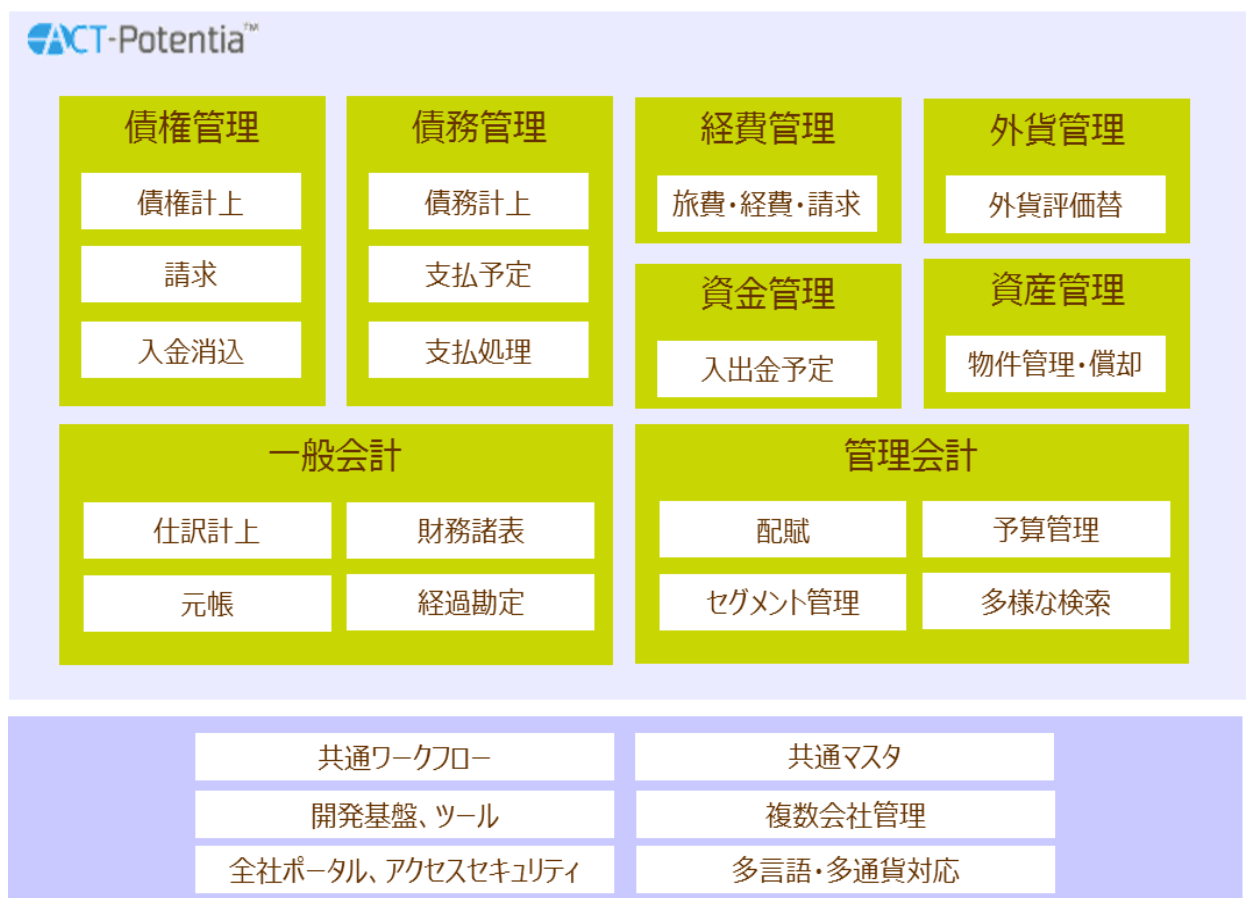 ACT-Potentia™
債権管理
債権計上
請求
入金消込
債務管理
債務計上
支払予定
支払処理
経費管理
旅費・経費・請求
外貨管理
外貨評価替
資金管理
入出金予定
資産管理
物件管理・償却
一般会計
仕訳計上
財務諸表
元帳
経過勘定
管理会計
配賦
予算管理
セグメント管理
多様な検索
共通ワークフロー
共通マスタ
開発基盤、ツール
複数会社管理
全社ポータル、アクセスセキュリティ
多言語・多通貨対応